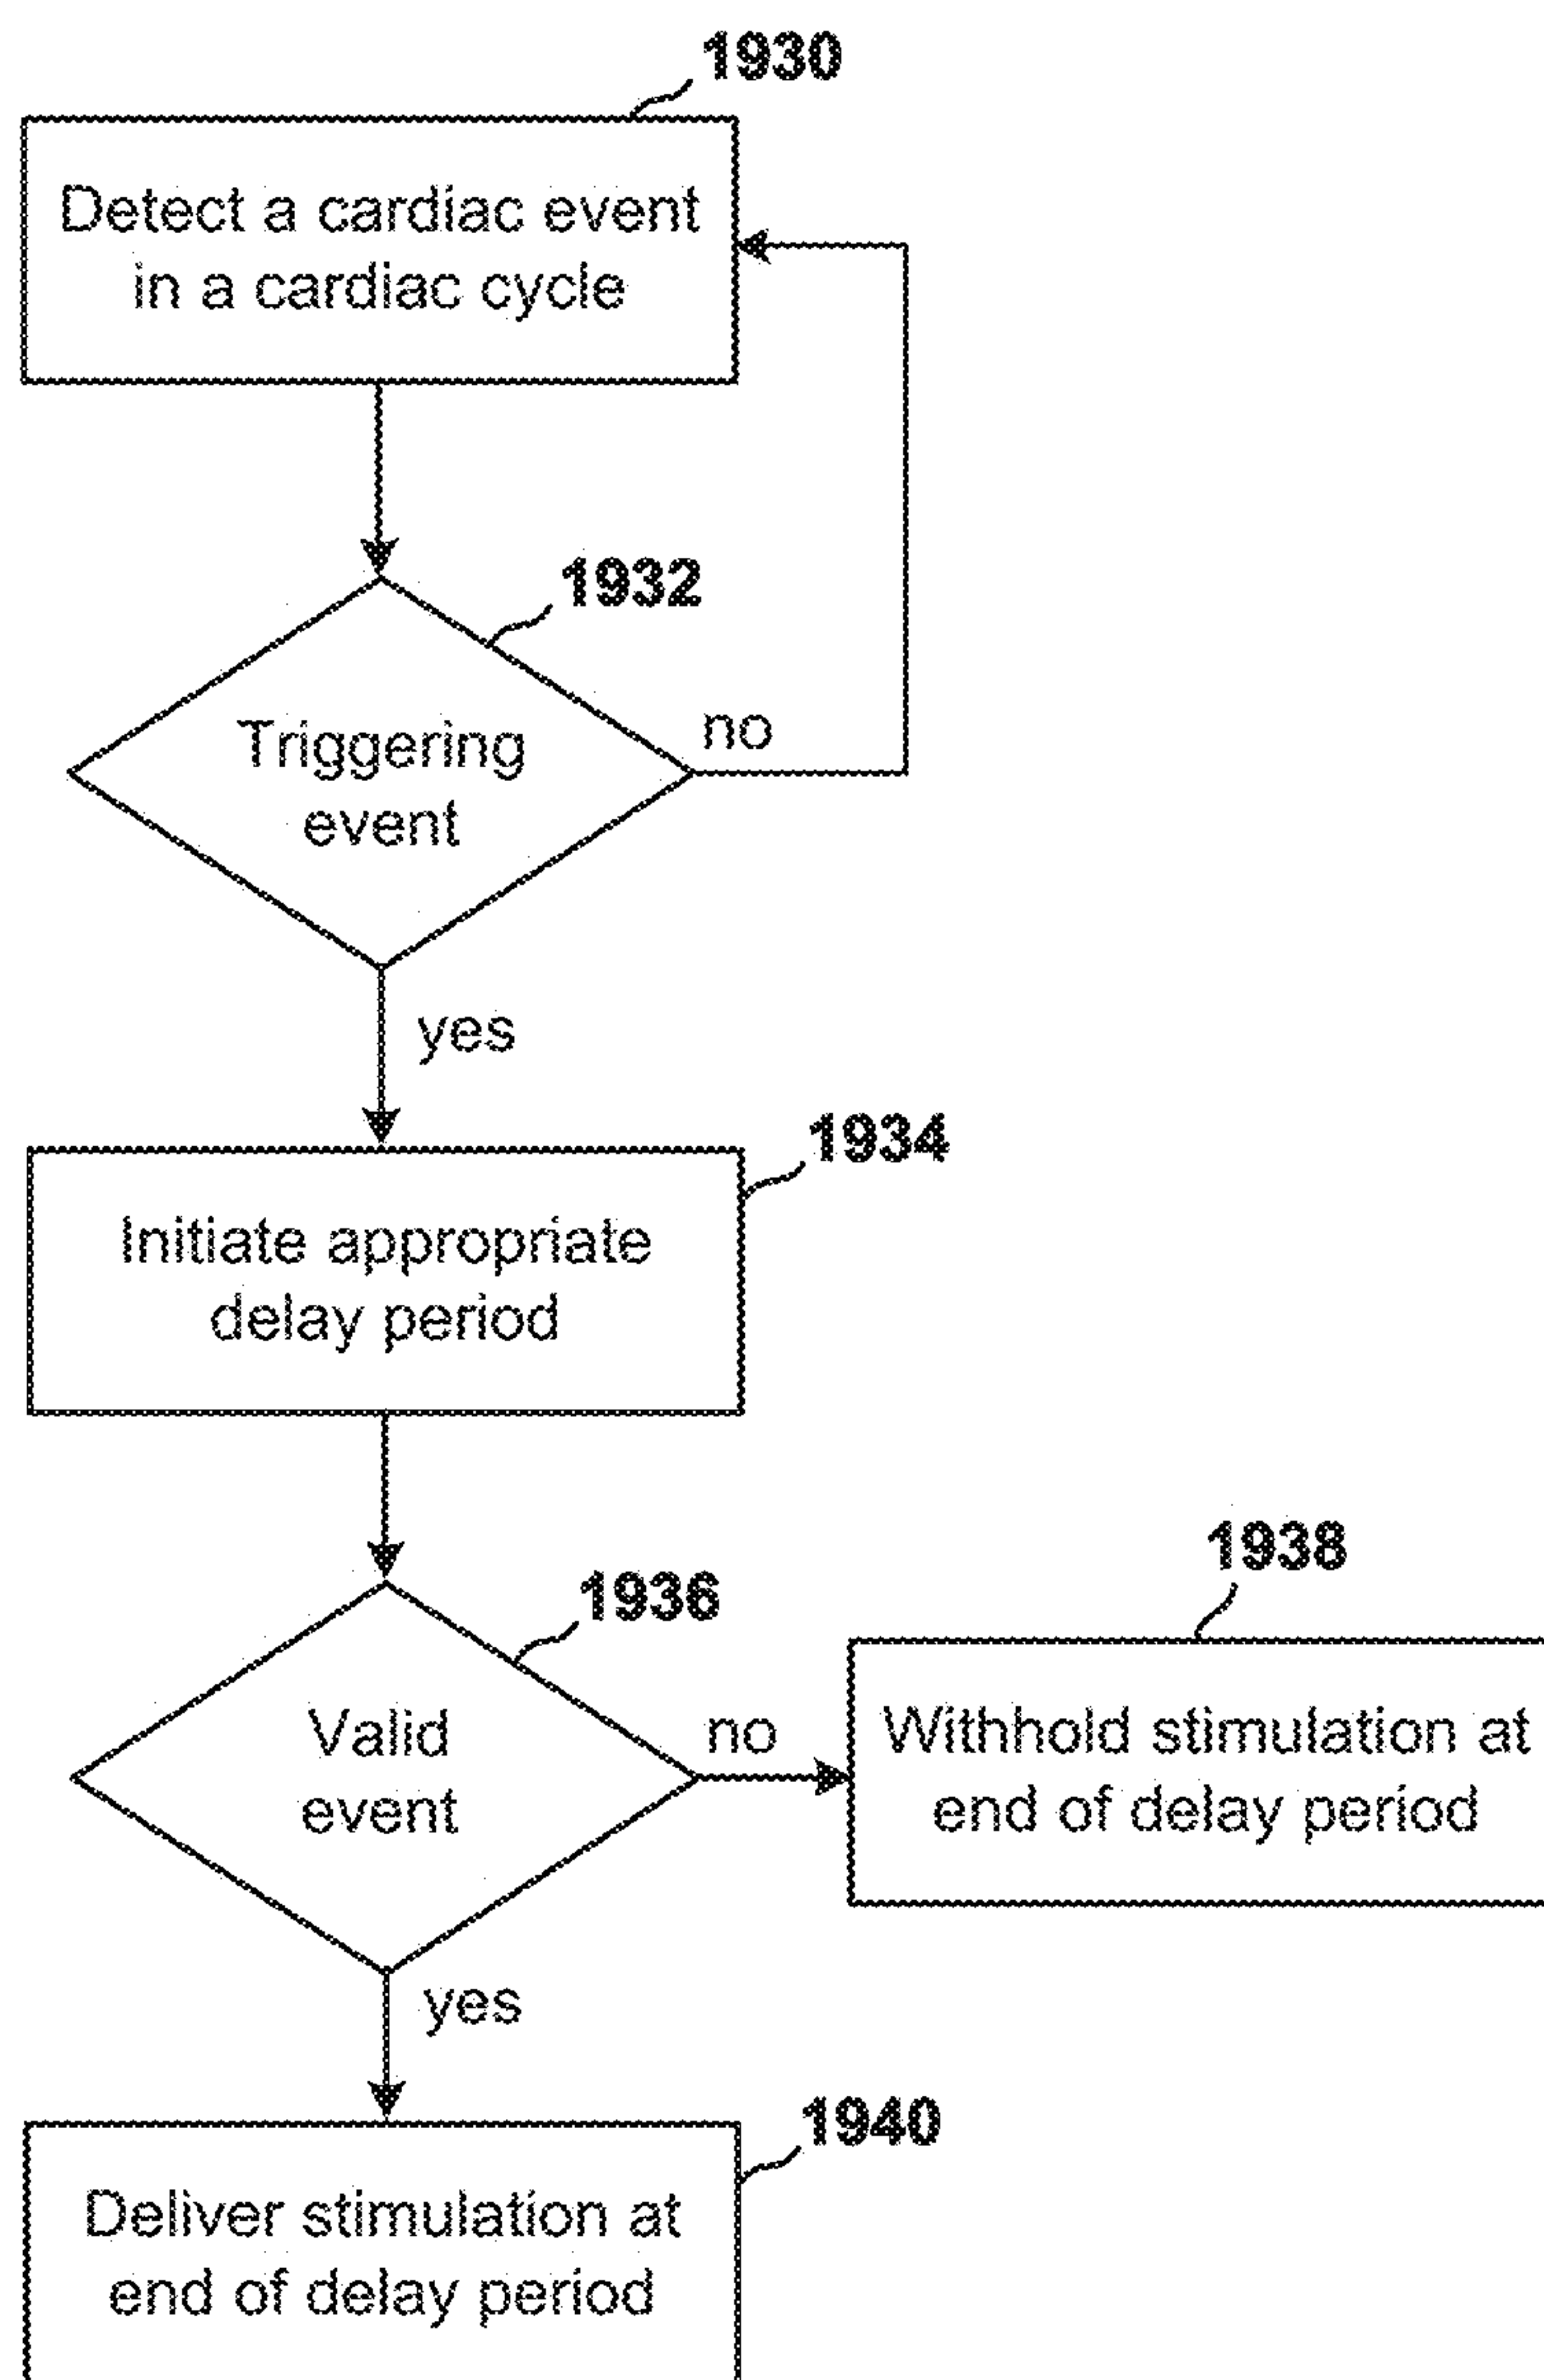 1930
Detect a cardiac event
in a cardiac cycle
1932
Triggering
event
no
yes
1934
Initiate appropriate
delay period
1936
Valid
event
no
1938
Withhold stimulation at
end of delay period
yes
1940
Deliver stimulation at
end of delay period